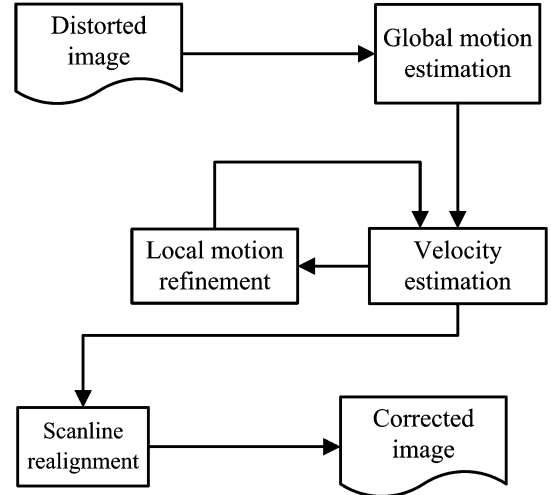 Distorted
image
Global motion
estimation
Local motion
refinement
Velocity
estimation
Scanline
realignment
Corrected
image